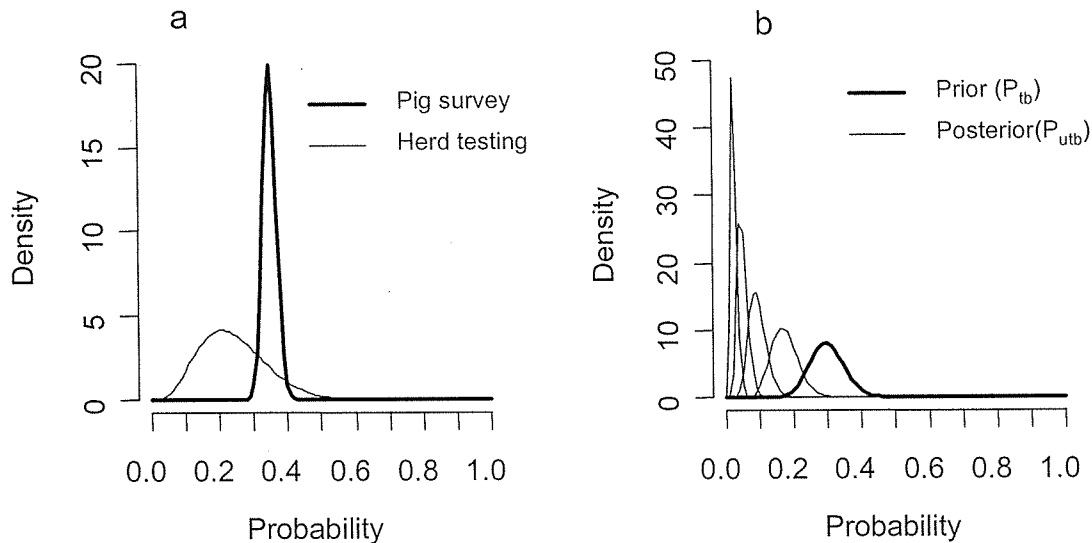 a
Pig survey
Herd testing
Density
20
15
10
5
0
0.0 0.2 0.4 0.6 0.8 1.0
Probability
b
Prior (Ptb)
Posterior(Putb)
Density
50
40
30
20
10
0
0.0 0.2 0.4 0.6 0.8 1.0
Probability